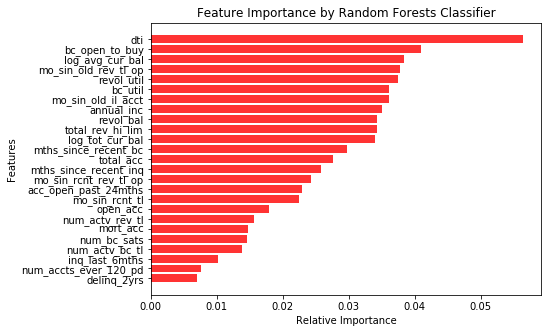 Feature Importance by Random Forests Classifier
dti
bc_open_to_buy
log_avg_cur_bal
mo_sin_old_rev_tl_op
revol_util
bc_util
mo_sin_old_il_acct
annual_inc
revol_bal
total_rev_hi_lim
log_tot_cur_bal
mths_since_recent_bc
total_acc
mths_since_recent_inq
mo_sin_rcnt_rev_tl_op
acc_open_past_24mths
mo_sin_rcnt_tl
open_acc
num_actv_rev_tl
mort_acc
num_bc_sats
num_actv_bc_tl
inq_last_6mths
num_accts_ever_120_pd
delinq_2yrs
Features
0.00 0.01 0.02 0.03 0.04 0.05
Relative Importance